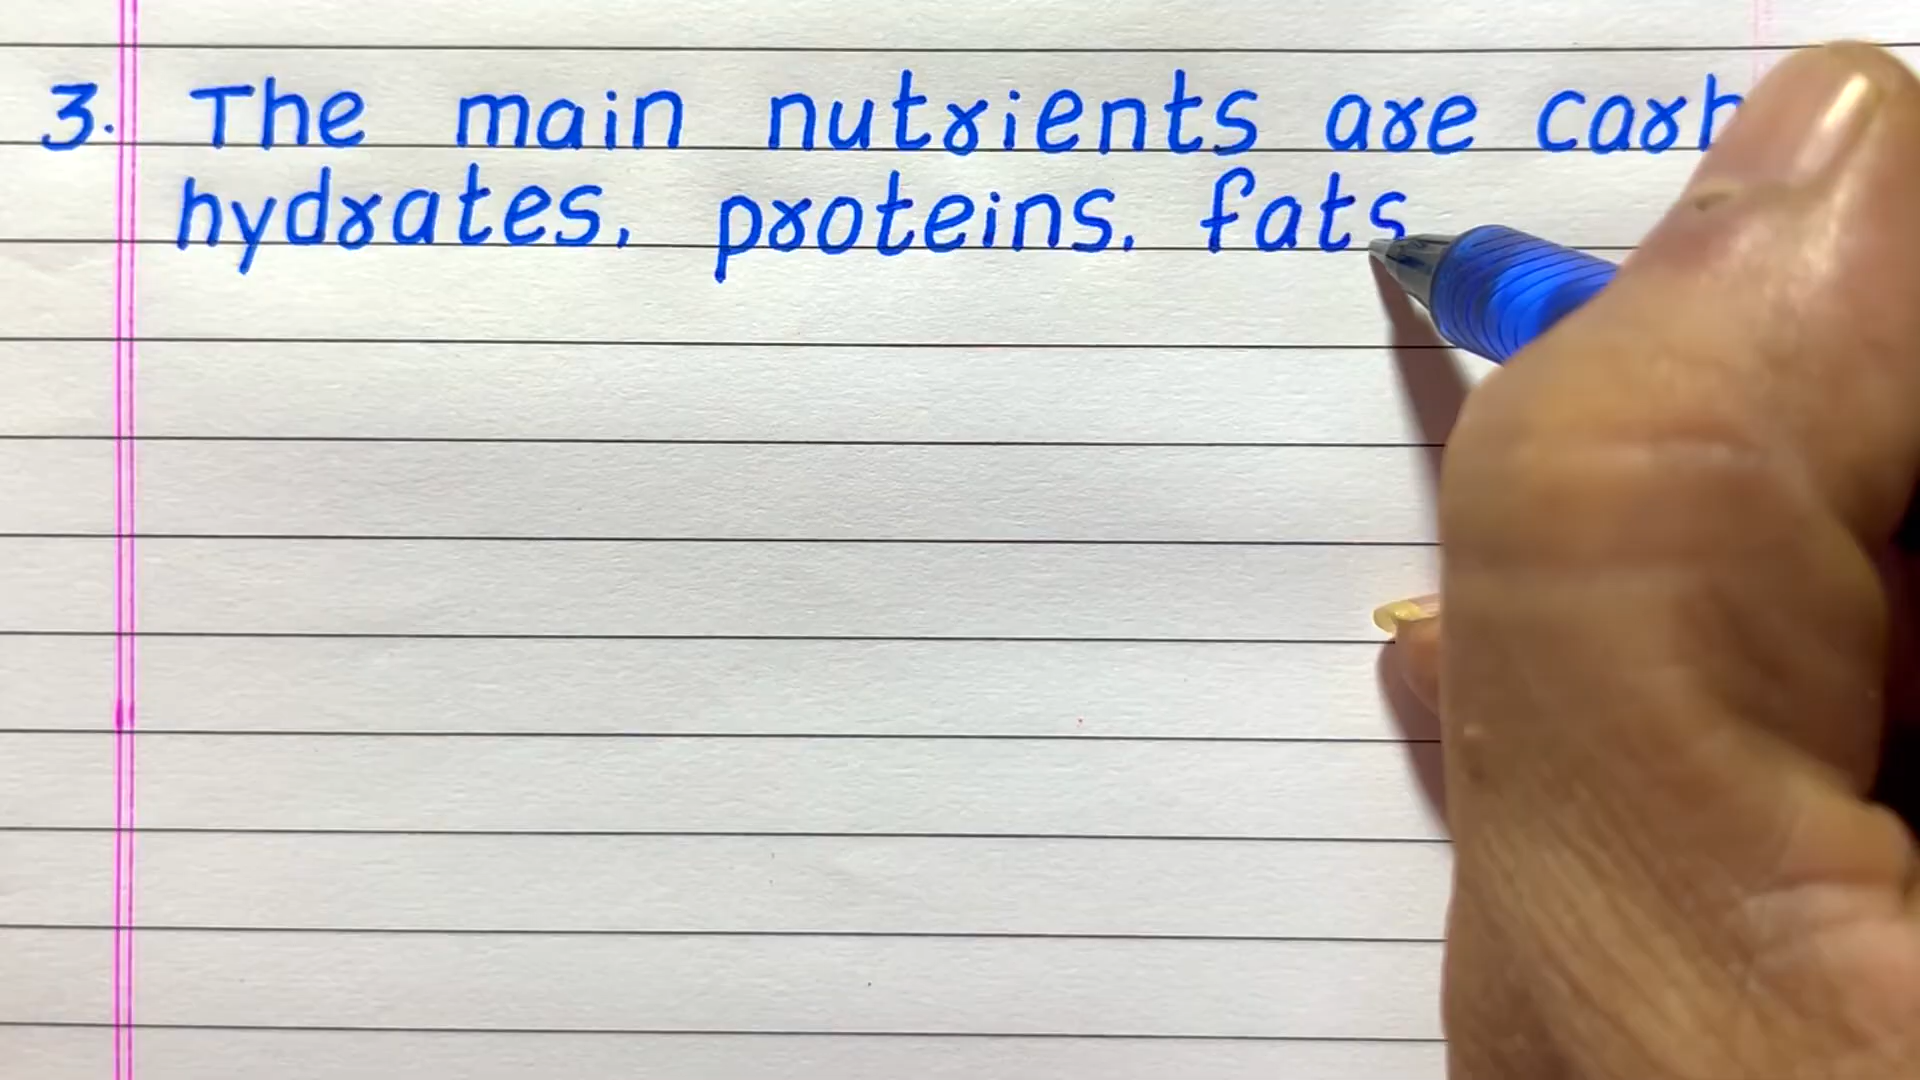 3. The main nutrients are carb
hydrates, proteins, fats